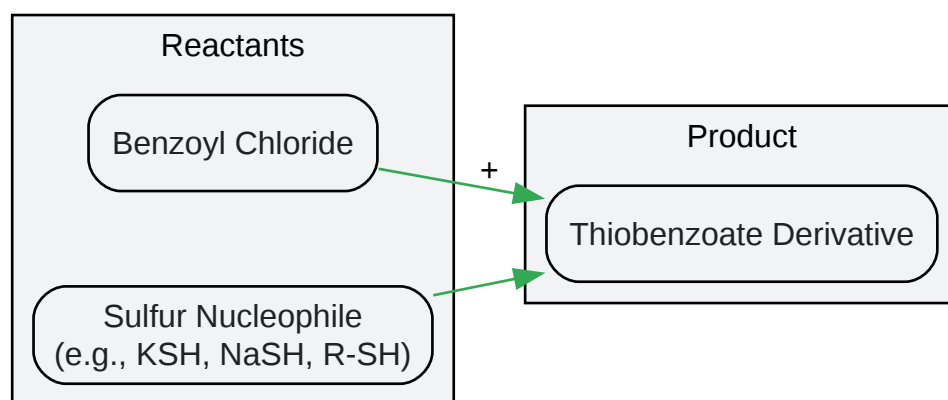 Reactants
Benzoyl Chloride
+
Product
Thiobenzoate Derivative
Sulfur Nucleophile
(e.g., KSH, NaSH, R-SH)